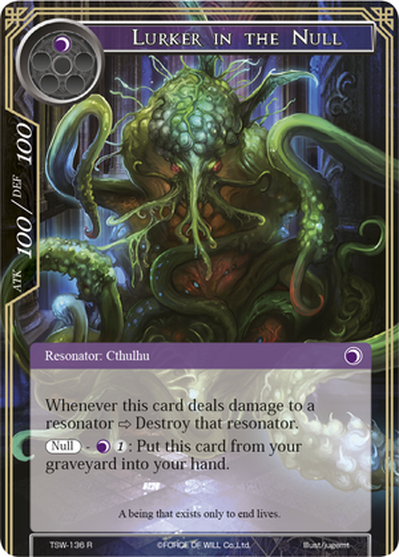 LURKER IN THE NULL
ATK 100 / DEF 100
Resonator: Cthulhu
Whenever this card deals damage to a
resonator ⇨ Destroy that resonator.
Null - 1 : Put this card from your
graveyard into your hand.
A being that exists only to end lives.
TSW-136 R ©FORCE OF WILL Co.,Ltd. Illust/jugemt